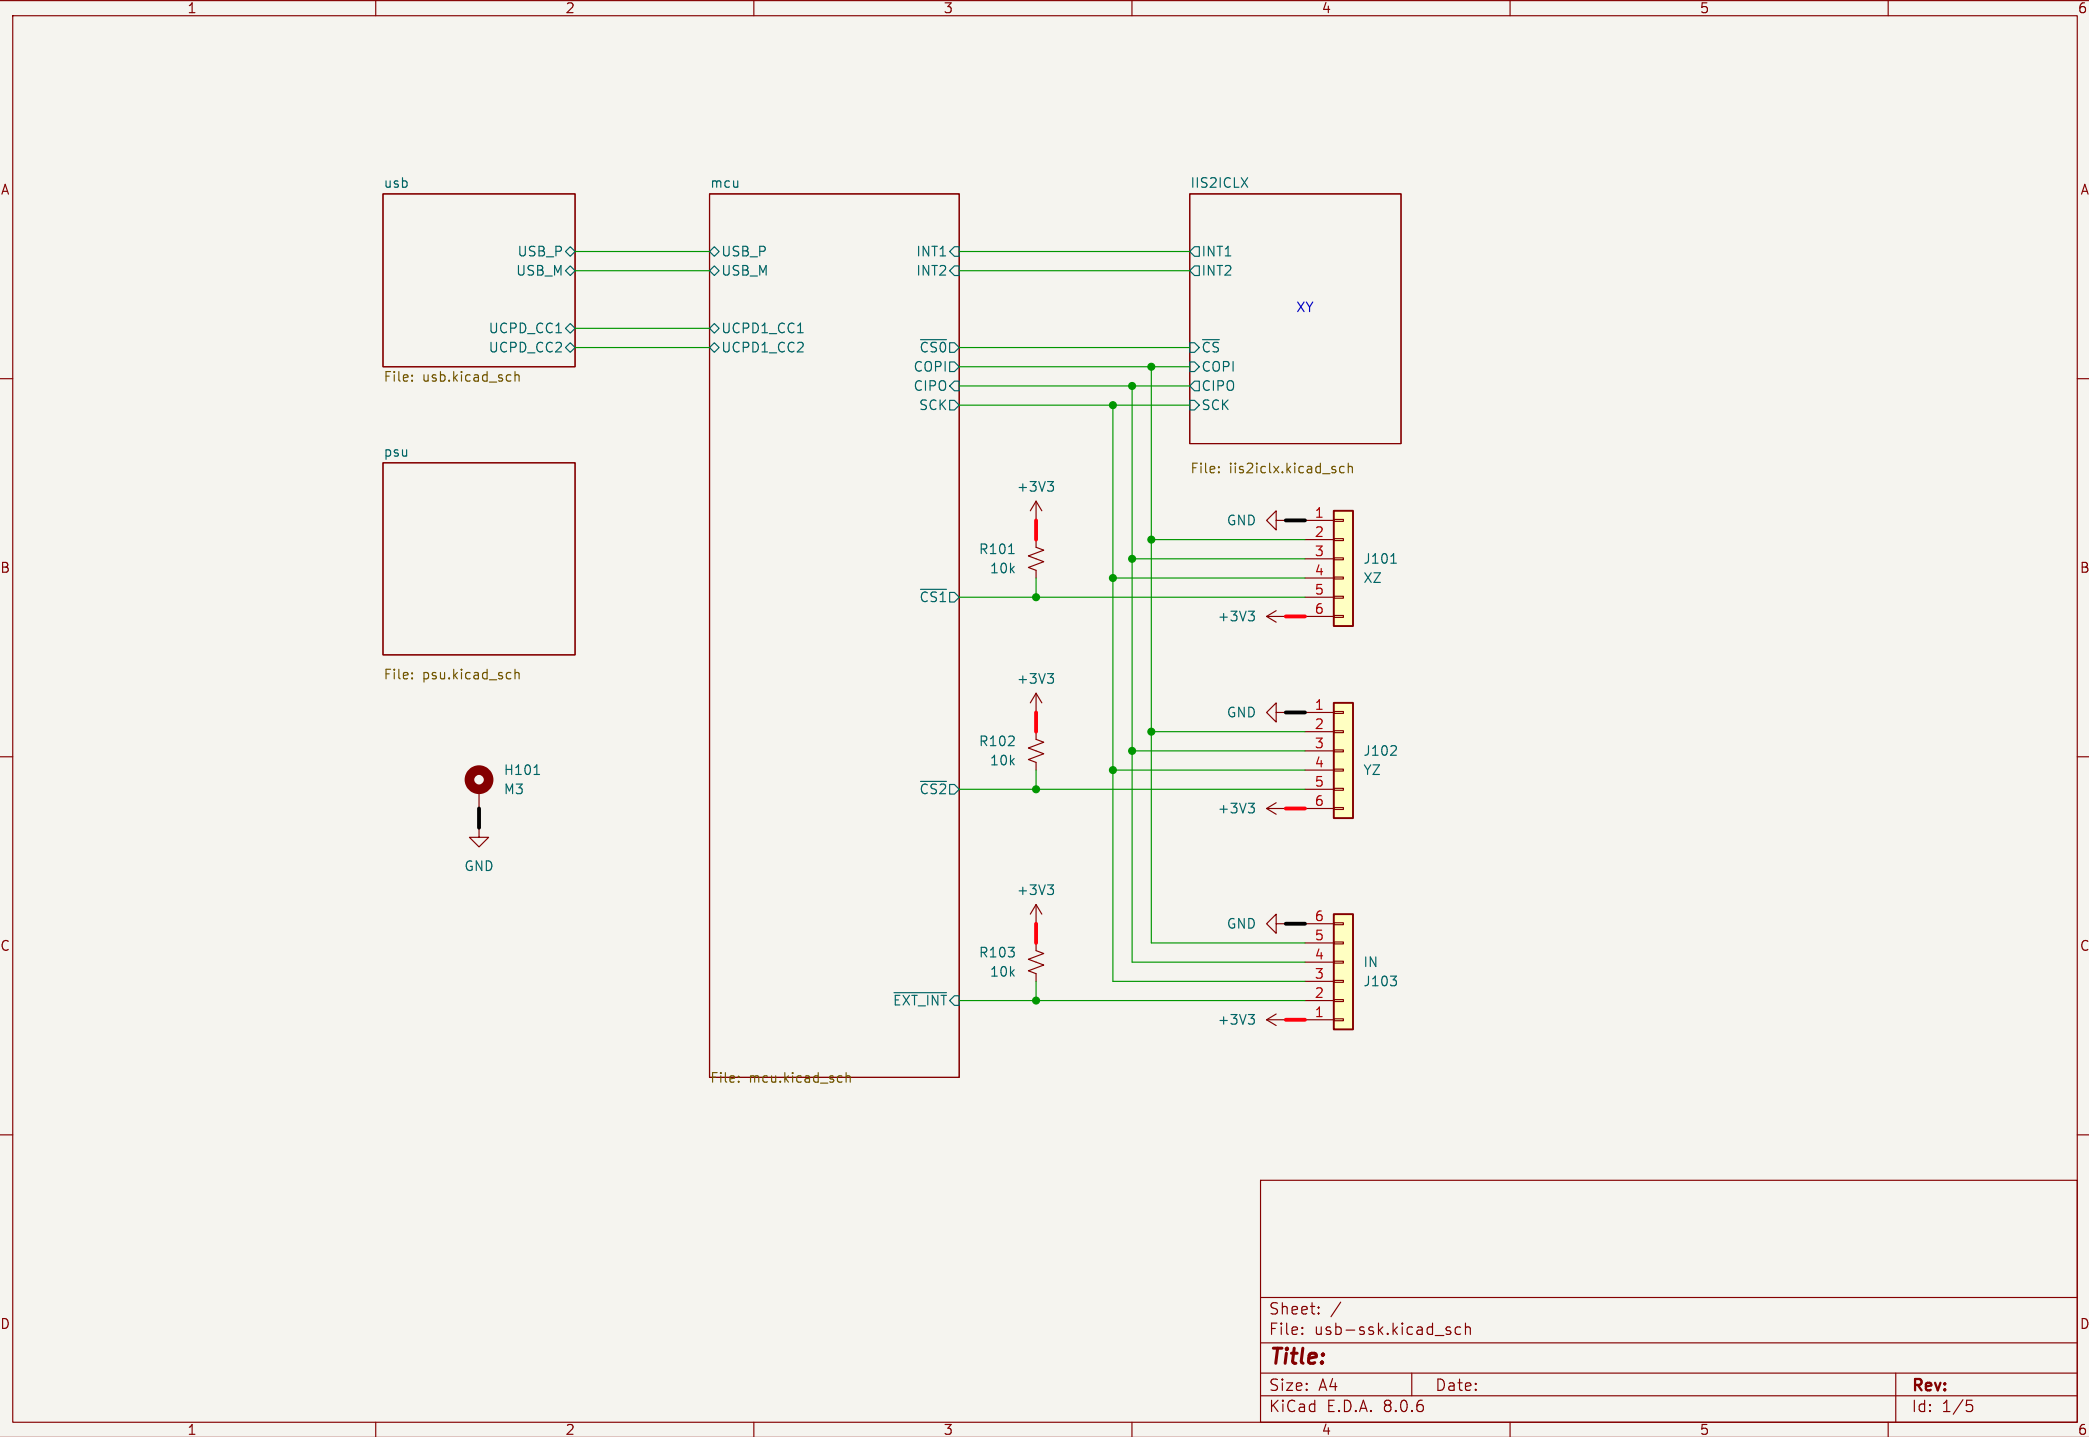 1 2 3 4 5 6
A
B
C
D
A
B
C
D
usb
USB_P
USB_M
UCPD_CC1
UCPD_CC2
File: usb.kicad_sch
psu
File: psu.kicad_sch
H101
M3
GND
mcu
USB_P
USB_M
UCPD1_CC1
UCPD1_CC2
INT1
INT2
CS0
COPI
CIPO
SCK
CS1
CS2
EXT_INT
File: mcu.kicad_sch
IIS2ICLX
INT1
INT2
XY
CS
COPI
CIPO
SCK
File: iis2iclx.kicad_sch
+3V3
R101
10k
GND
1
2
3
4
5
6
+3V3
J101
XZ
+3V3
R102
10k
GND
1
2
3
4
5
6
+3V3
J102
YZ
+3V3
R103
10k
GND
6
5
4
3
2
1
+3V3
IN
J103
Sheet: /
File: usb-ssk.kicad_sch
Title:
Size: A4 Date: Rev:
KiCad E.D.A. 8.0.6 Id: 1/5
1 2 3 4 5 6